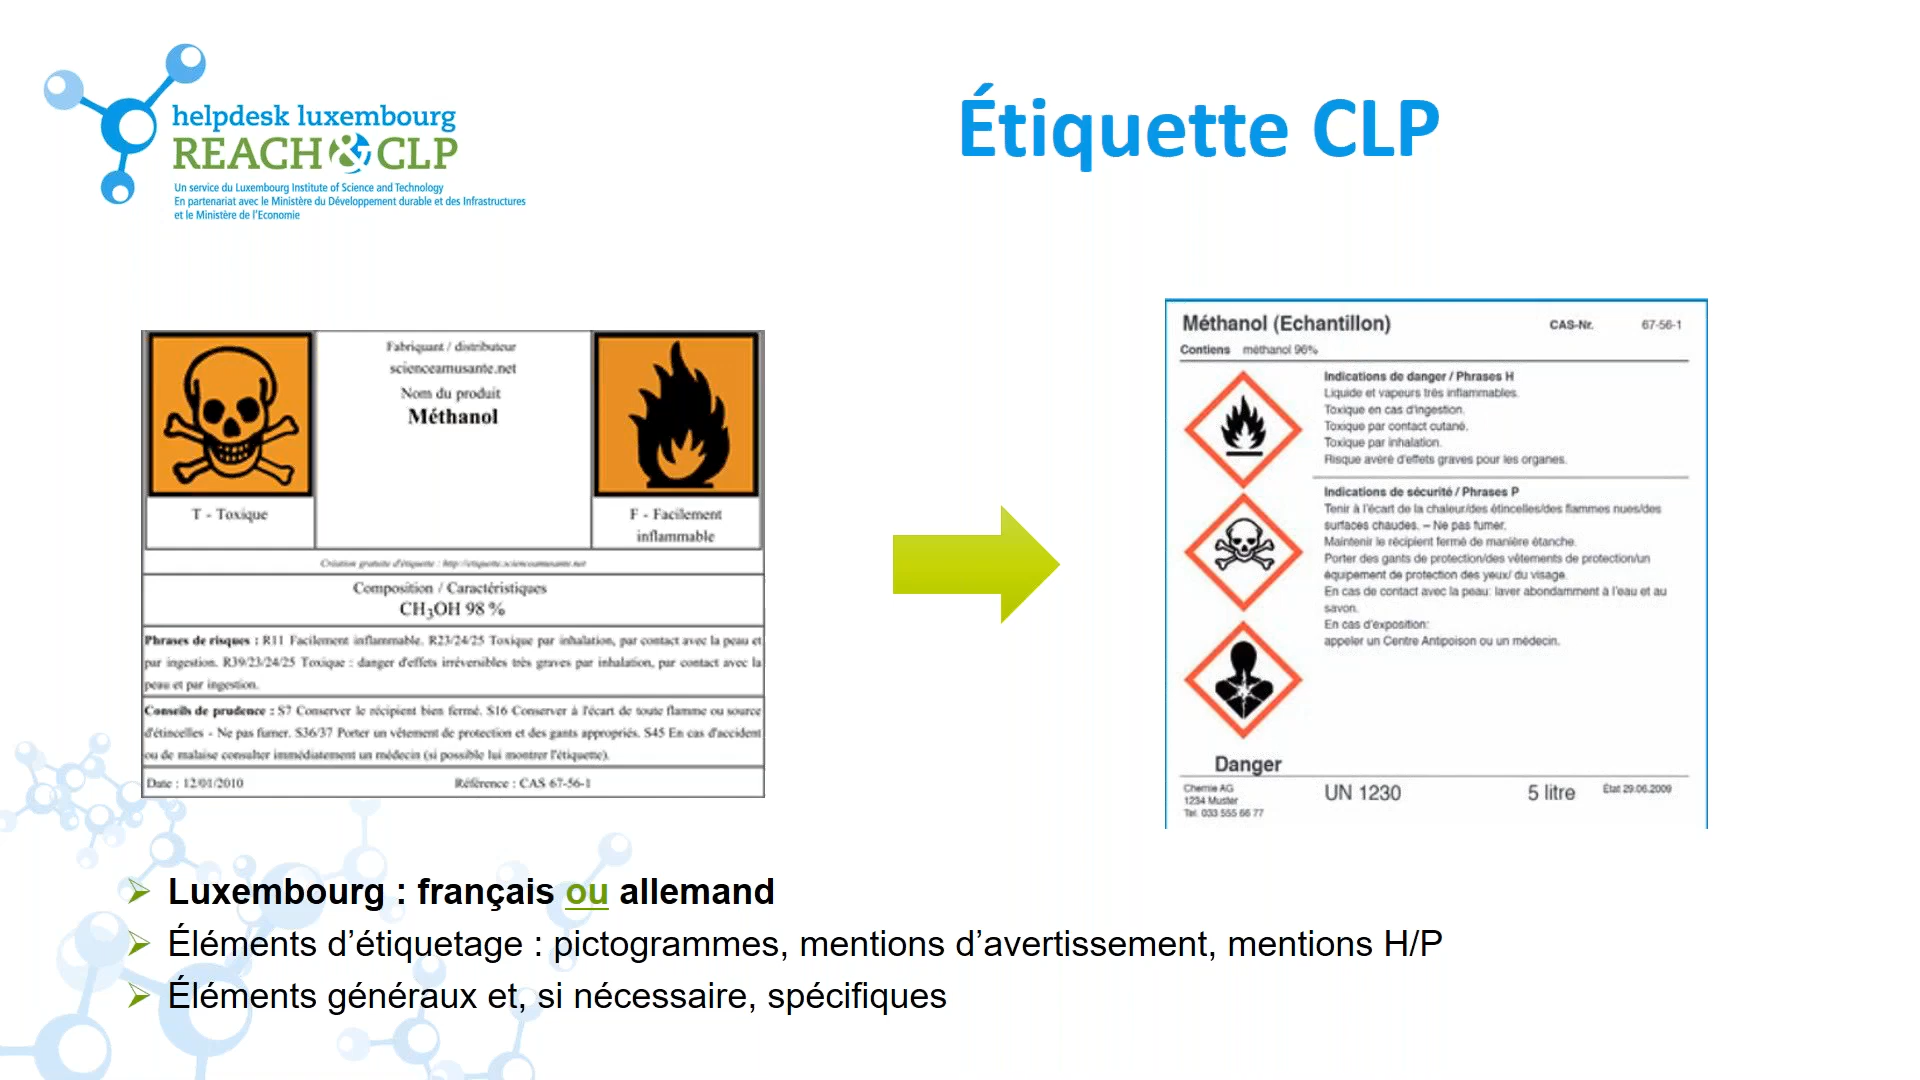 helpdesk luxembourg
REACH&CLP
Un service du Luxembourg Institute of Science and Technology
En partenariat avec le Ministère du Développement durable et des Infrastructures
et le Ministère de l'Economie
Étiquette CLP
Fabriquant / distributeur
scienceamusante.net
Nom du produit
Méthanol
T - Toxique
F - Facilement
inflammable
Création gratuite d'étiquette : http://etiquette.scienceamusante.net
Composition / Caractéristiques
CH₃OH 98 %
Phrases de risques : R11 Facilement inflammable. R23/24/25 Toxique par inhalation, par contact avec la peau et
par ingestion. R39/23/24/25 Toxique : danger d'effets irréversibles très graves par inhalation, par contact avec la
peau et par ingestion.
Conseils de prudence : S7 Conserver le récipient bien fermé. S16 Conserver à l'écart de toute flamme ou source
d'étincelles - Ne pas fumer. S36/37 Porter un vêtement de protection et des gants appropriés. S45 En cas d'accident
ou de malaise consulter immédiatement un médecin (si possible lui montrer l'étiquette).
Date : 12/01/2010
Référence : CAS 67-56-1
Méthanol (Echantillon)
CAS-Nr.
67-56-1
Contiens méthanol 96%
Indications de danger / Phrases H
Liquide et vapeurs très inflammables.
Toxique en cas d'ingestion.
Toxique par contact cutané.
Toxique par inhalation.
Risque avéré d'effets graves pour les organes.
Indications de sécurité / Phrases P
Tenir à l'écart de la chaleur/des étincelles/des flammes nues/des
surfaces chaudes. – Ne pas fumer.
Maintenir le récipient fermé de manière étanche.
Porter des gants de protection/des vêtements de protection/un
équipement de protection des yeux/ du visage.
En cas de contact avec la peau: laver abondamment à l'eau et au
savon.
En cas d'exposition:
appeler un Centre Antipoison ou un médecin.
Danger
Chemie AG
1234 Muster
Tel. 033 555 66 77
UN 1230
5 litre
État 29.06.2009
Luxembourg : français ou allemand
Éléments d'étiquetage : pictogrammes, mentions d'avertissement, mentions H/P
Éléments généraux et, si nécessaire, spécifiques